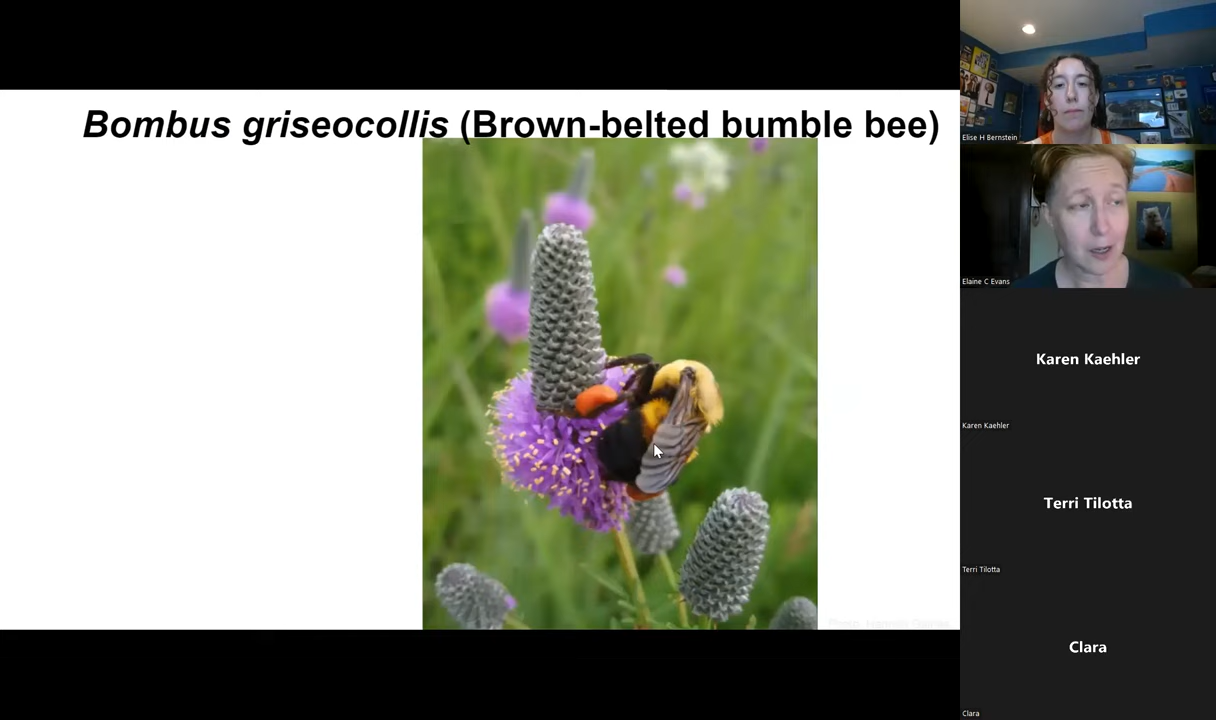 Bombus griseocollis (Brown-belted bumble bee)
Elise H Bernstein
Elaine C Evans
Karen Kaehler
Karen Kaehler
Terri Tilotta
Terri Tilotta
Clara
Clara